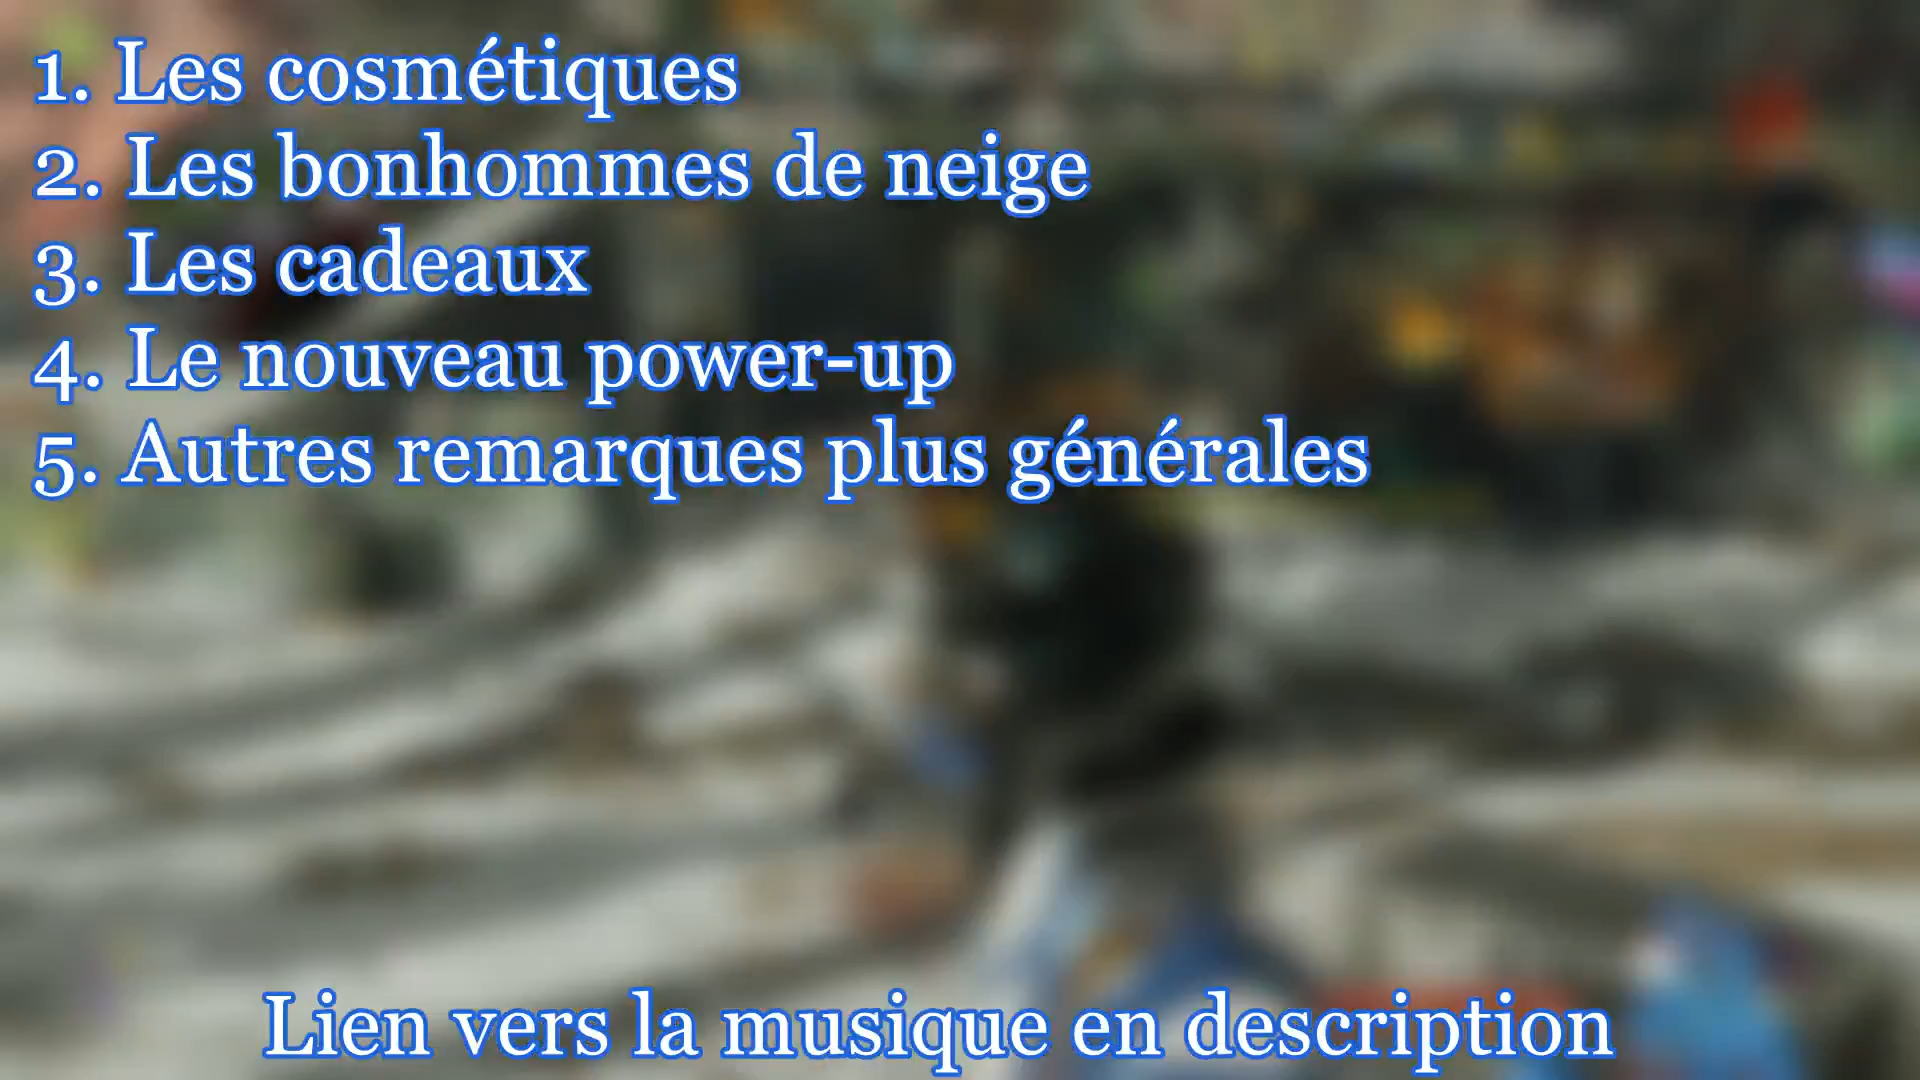 1. Les cosmétiques
2. Les bonhommes de neige
3. Les cadeaux
4. Le nouveau power-up
5. Autres remarques plus générales
Lien vers la musique en description